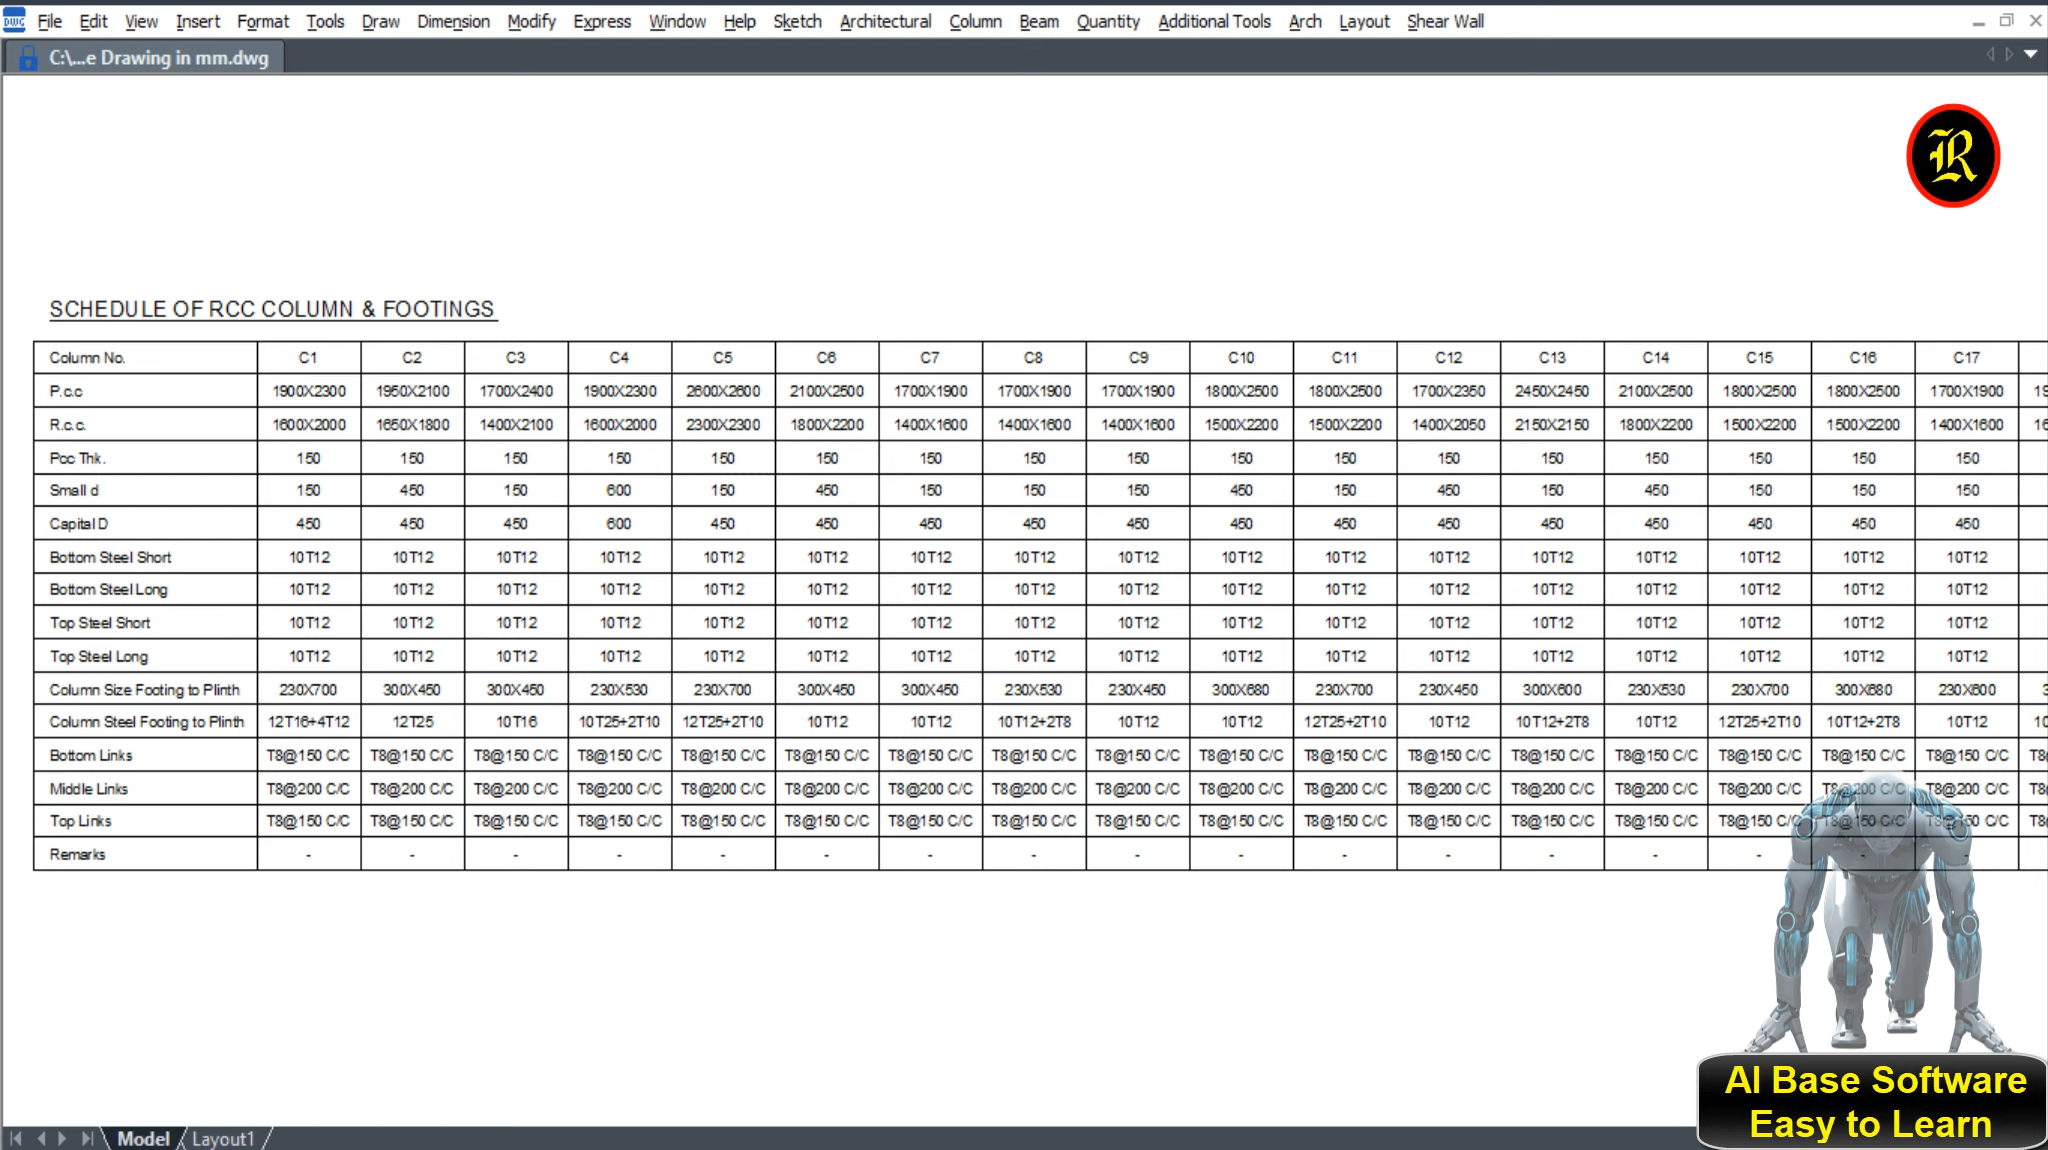 File Edit View Insert Format Tools Draw Dimension Modify Express Window Help Sketch Architectural Column Beam Quantity Additional Tools Arch Layout Shear Wall
C:\...e Drawing in mm.dwg
R
SCHEDULE OF RCC COLUMN & FOOTINGS
Column No. C1 C2 C3 C4 C5 C6 C7 C8 C9 C10 C11 C12 C13 C14 C15 C16 C17
P.c.c 1900X2300 1950X2100 1700X2400 1900X2300 2600X2600 2100X2500 1700X1900 1700X1900 1700X1900 1800X2500 1800X2500 1700X2350 2450X2450 2100X2500 1800X2500 1800X2500 1700X1900 19
R.c.c. 1600X2000 1650X1800 1400X2100 1600X2000 2300X2300 1800X2200 1400X1600 1400X1600 1400X1600 1500X2200 1500X2200 1400X2050 2150X2150 1800X2200 1500X2200 1500X2200 1400X1600 16
Pcc Thk. 150 150 150 150 150 150 150 150 150 150 150 150 150 150 150 150 150
Small d 150 450 150 600 150 450 150 150 150 450 150 450 150 450 150 150 150
Capital D 450 450 450 600 450 450 450 450 450 450 450 450 450 450 450 450 450
Bottom Steel Short 10T12 10T12 10T12 10T12 10T12 10T12 10T12 10T12 10T12 10T12 10T12 10T12 10T12 10T12 10T12 10T12 10T12
Bottom Steel Long 10T12 10T12 10T12 10T12 10T12 10T12 10T12 10T12 10T12 10T12 10T12 10T12 10T12 10T12 10T12 10T12 10T12
Top Steel Short 10T12 10T12 10T12 10T12 10T12 10T12 10T12 10T12 10T12 10T12 10T12 10T12 10T12 10T12 10T12 10T12 10T12
Top Steel Long 10T12 10T12 10T12 10T12 10T12 10T12 10T12 10T12 10T12 10T12 10T12 10T12 10T12 10T12 10T12 10T12 10T12
Column Size Footing to Plinth 230X700 300X450 300X450 230X530 230X700 300X450 300X450 230X530 230X450 300X680 230X700 230X450 300X600 230X530 230X700 300X680 230X600
Column Steel Footing to Plinth 12T16+4T12 12T25 10T16 10T25+2T10 12T25+2T10 10T12 10T12 10T12+2T8 10T12 10T12 12T25+2T10 10T12 10T12+2T8 10T12 12T25+2T10 10T12+2T8 10T12 10
Bottom Links T8@150 C/C T8@150 C/C T8@150 C/C T8@150 C/C T8@150 C/C T8@150 C/C T8@150 C/C T8@150 C/C T8@150 C/C T8@150 C/C T8@150 C/C T8@150 C/C T8@150 C/C T8@150 C/C T8@150 C/C T8@150 C/C T8@150 C/C T8
Middle Links T8@200 C/C T8@200 C/C T8@200 C/C T8@200 C/C T8@200 C/C T8@200 C/C T8@200 C/C T8@200 C/C T8@200 C/C T8@200 C/C T8@200 C/C T8@200 C/C T8@200 C/C T8@200 C/C T8@200 C/C T8@200 C/C T8@200 C/C T8
Top Links T8@150 C/C T8@150 C/C T8@150 C/C T8@150 C/C T8@150 C/C T8@150 C/C T8@150 C/C T8@150 C/C T8@150 C/C T8@150 C/C T8@150 C/C T8@150 C/C T8@150 C/C T8@150 C/C T8@150 C/C T8@150 C/C T8@150 C/C T8
Remarks - - - - - - - - - - - - - - - - -
AI Base Software
Easy to Learn
Model Layout1